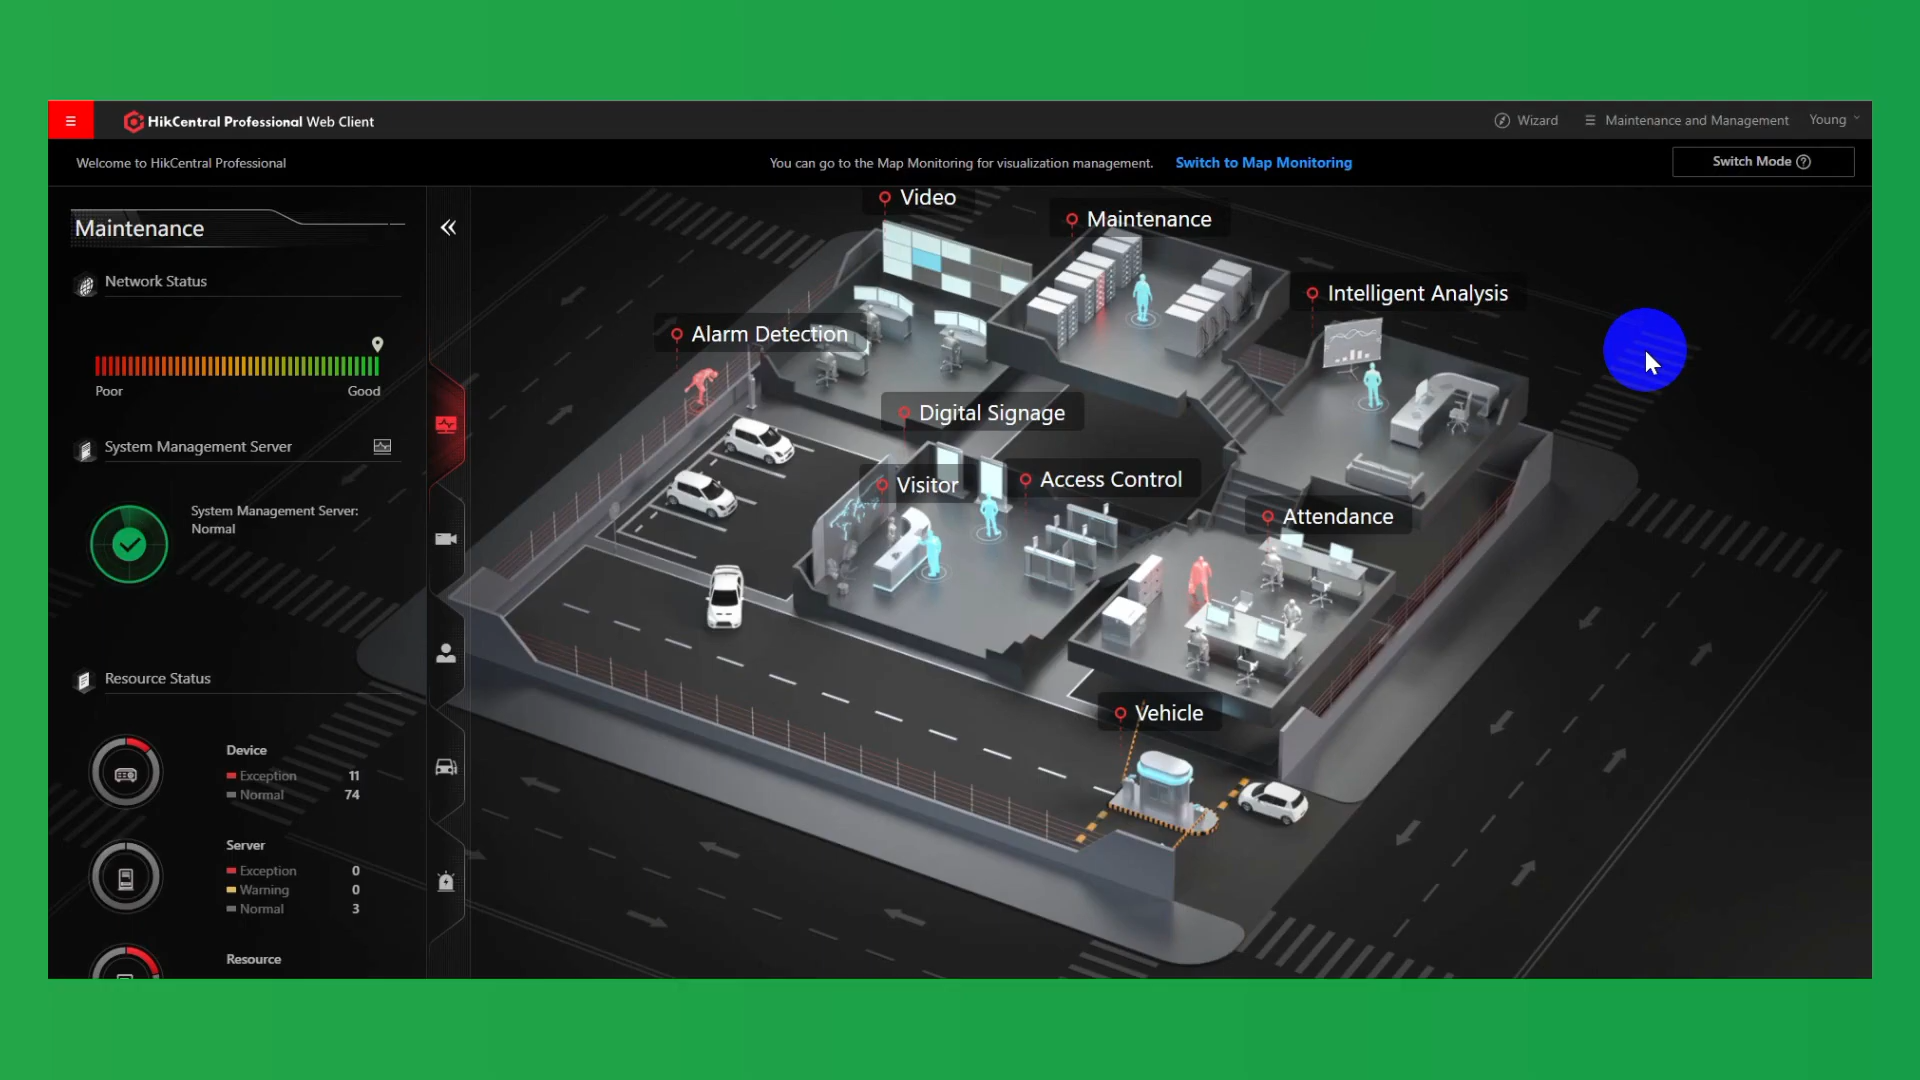 HikCentral Professional Web Client
Wizard
Maintenance and Management
Young
Welcome to HikCentral Professional
You can go to the Map Monitoring for visualization management.
Switch to Map Monitoring
Switch Mode
Maintenance
Network Status
Poor
Good
System Management Server
System Management Server:
Normal
Resource Status
Device
Exception 11
Normal 74
Server
Exception 0
Warning 0
Normal 3
Resource
Video
Maintenance
Intelligent Analysis
Alarm Detection
Digital Signage
Visitor
Access Control
Attendance
Vehicle